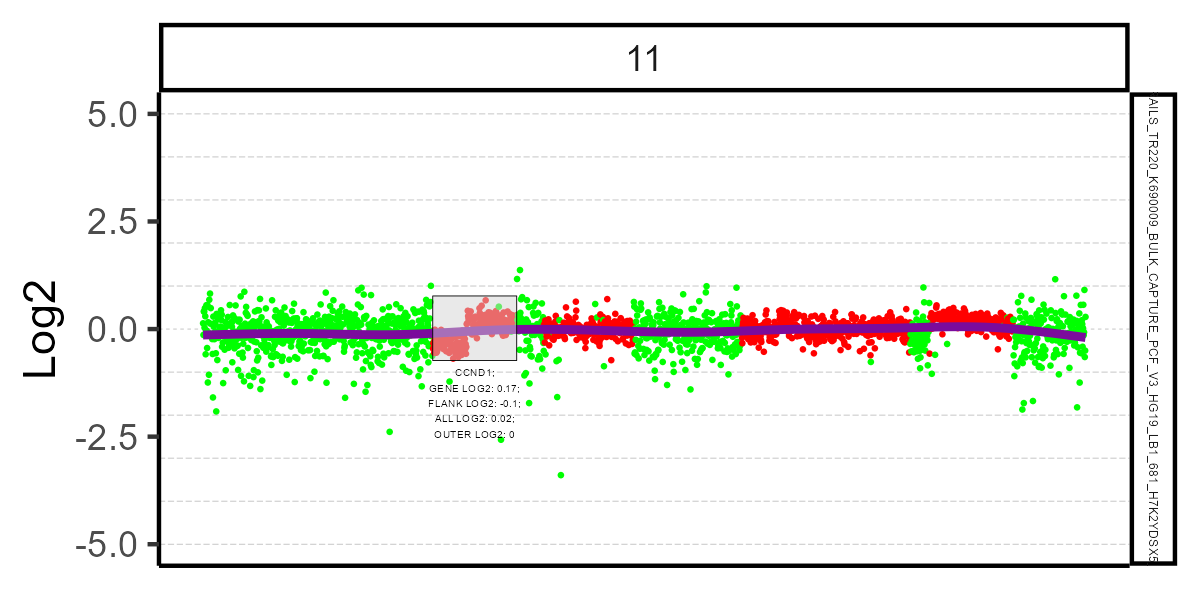 11
Log2
5.0
2.5
0.0
-2.5
-5.0
CCND1;
GENE LOG2: 0.17;
FLANK LOG2: -0.1;
ALL LOG2: 0.02;
OUTER LOG2: 0
AILS_TR220_K690009_BULK_CAPTURE_PCF_V3_HG19_LB1_681_H7K2YDSX5